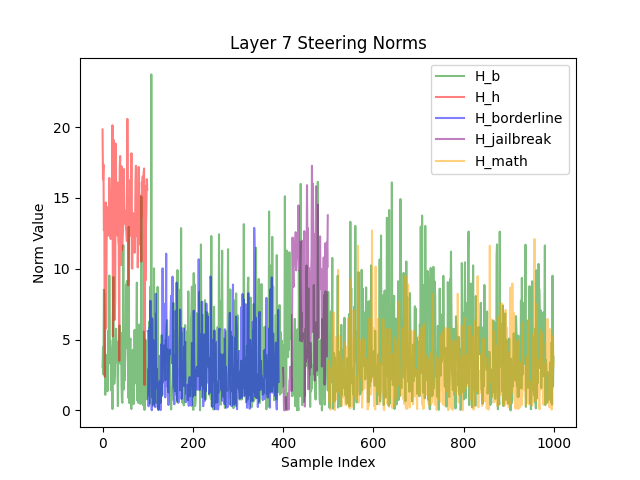 Layer 7 Steering Norms
Norm Value
20
15
10
5
0
0
200
400
600
800
1000
Sample Index
H_b
H_h
H_borderline
H_jailbreak
H_math